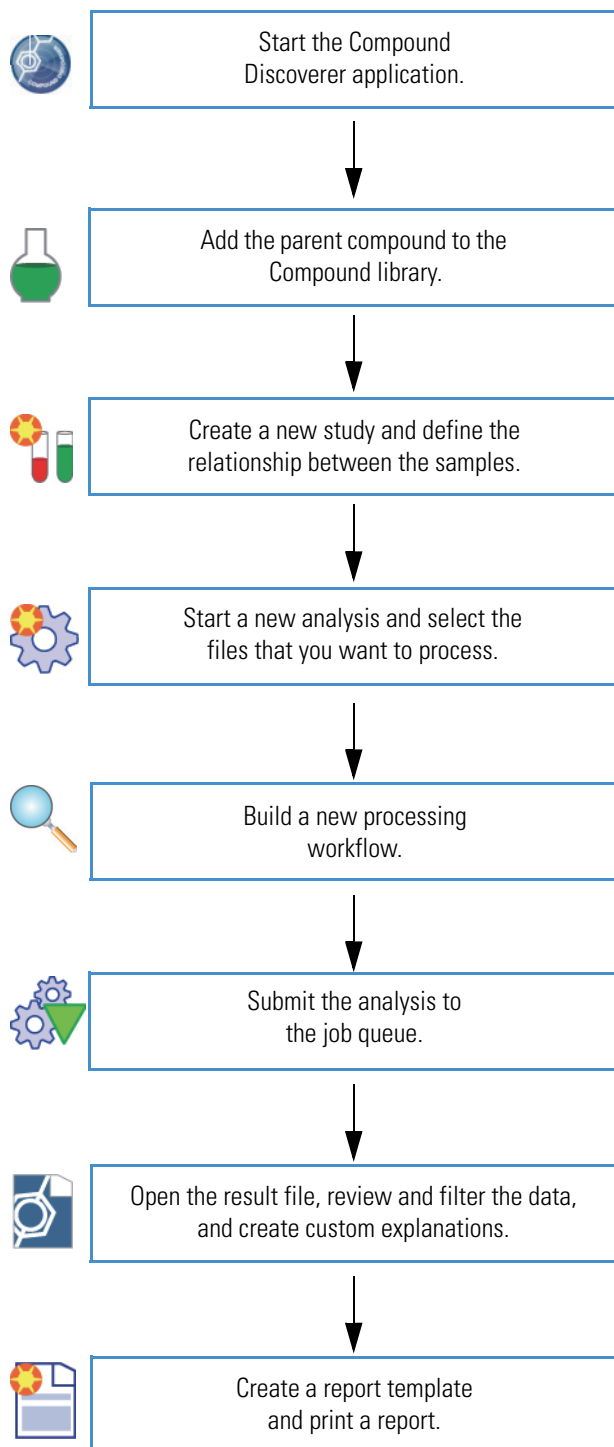 Start the Compound
Discoverer application.
Add the parent compound to the
Compound library.
Create a new study and define the
relationship between the samples.
Start a new analysis and select the
files that you want to process.
Build a new processing
workflow.
Submit the analysis to
the job queue.
Open the result file, review and filter the data,
and create custom explanations.
Create a report template
and print a report.